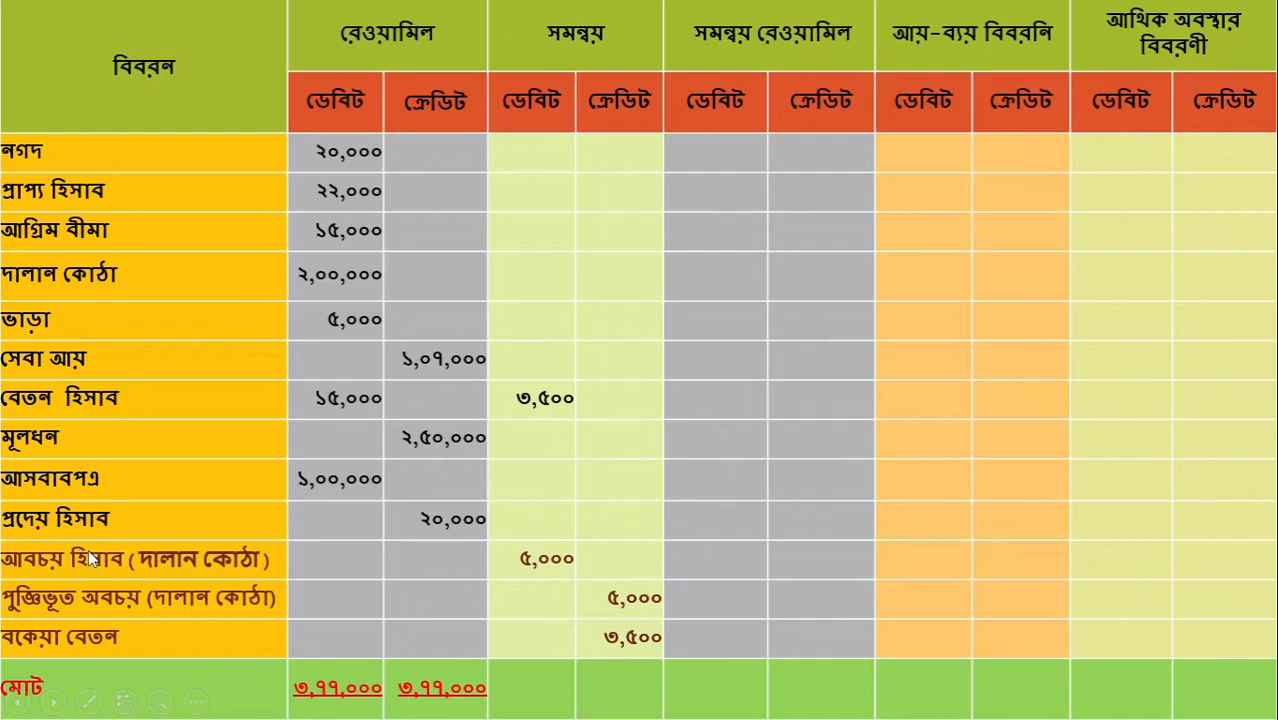 বিবরন
রেওয়ামিল
সমন্বয়
সমন্বয় রেওয়ামিল
আয়-ব্যয় বিবরনি
আথিক অবস্থার
বিবরণী
ডেবিট ক্রেডিট ডেবিট ক্রেডিট ডেবিট ক্রেডিট ডেবিট ক্রেডিট ডেবিট ক্রেডিট
নগদ ২০,০০০
প্রাপ্য হিসাব ২২,০০০
আগ্রিম বীমা ১৫,০০০
দালান কোঠা ২,০০,০০০
ভাড়া ৫,০০০
সেবা আয় ১,০৭,০০০
বেতন হিসাব ১৫,০০০ ৩,৫০০
মূলধন ২,৫০,০০০
আসবাবপএ ১,০০,০০০
প্রদেয় হিসাব ২০,০০০
আবচয় হিসাব ( দালান কোঠা ) ৫,০০০
পুজ্ঞিভূত অবচয় (দালান কোঠা) ৫,০০০
বকেয়া বেতন ৩,৫০০
মোট ৩,৭৭,০০০ ৩,৭৭,০০০